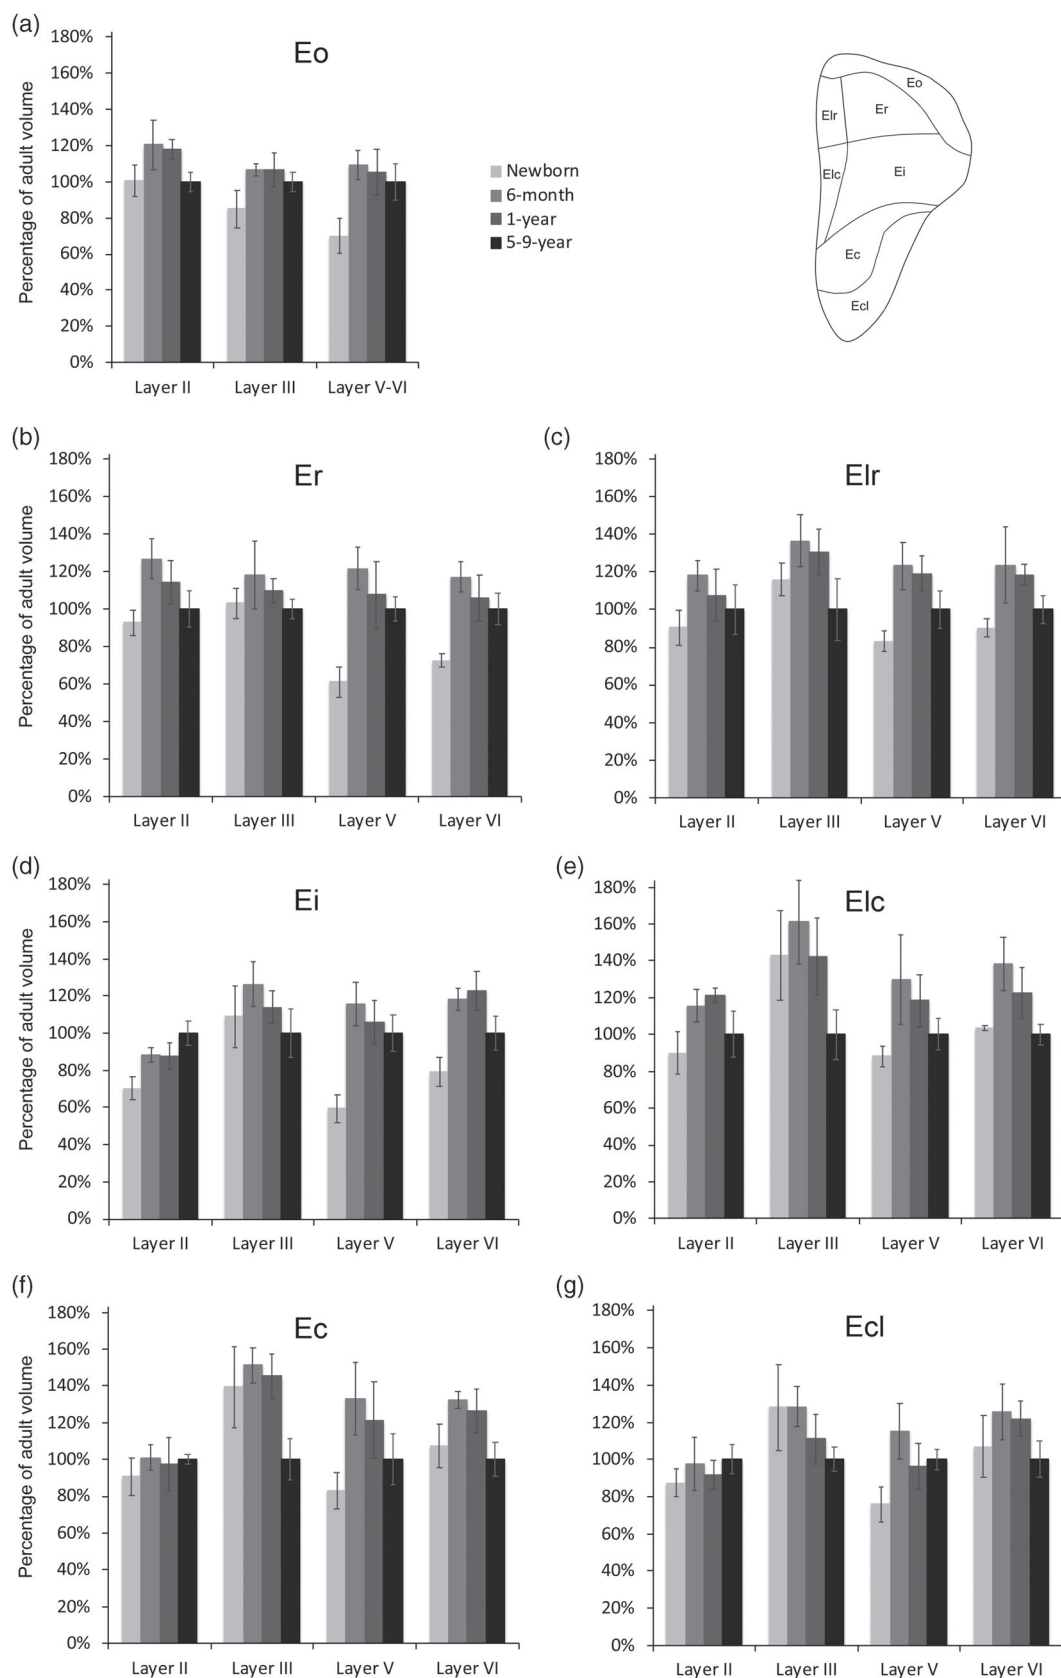 (a)
Eo
Percentage of adult volume
180%
160%
140%
120%
100%
80%
60%
40%
20%
0%
Layer II Layer III Layer V-VI
Newborn
6-month
1-year
5-9-year
Eo
Elr
Er
Elc
Ei
Ec
Ecl
(b)
Er
Percentage of adult volume
180%
160%
140%
120%
100%
80%
60%
40%
20%
0%
Layer II Layer III Layer V Layer VI
(c)
Elr
180%
160%
140%
120%
100%
80%
60%
40%
20%
0%
Layer II Layer III Layer V Layer VI
(d)
Ei
Percentage of adult volume
180%
160%
140%
120%
100%
80%
60%
40%
20%
0%
Layer II Layer III Layer V Layer VI
(e)
Elc
180%
160%
140%
120%
100%
80%
60%
40%
20%
0%
Layer II Layer III Layer V Layer VI
(f)
Ec
Percentage of adult volume
180%
160%
140%
120%
100%
80%
60%
40%
20%
0%
Layer II Layer III Layer V Layer VI
(g)
Ecl
180%
160%
140%
120%
100%
80%
60%
40%
20%
0%
Layer II Layer III Layer V Layer VI